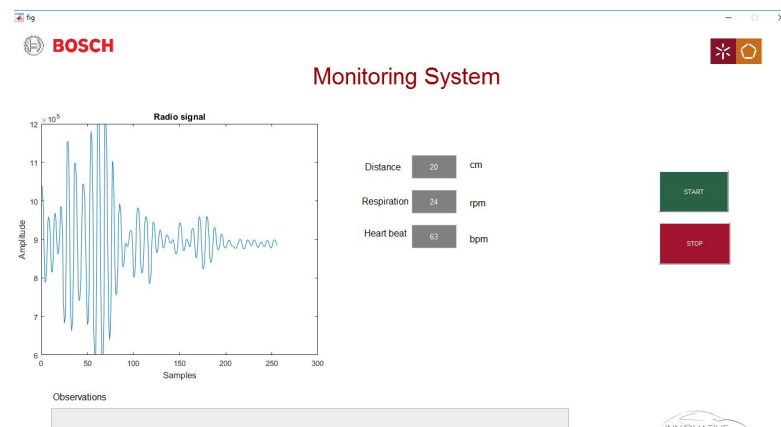 fig
BOSCH
Monitoring System
Radio signal
× 10^5
12
11
10
9
8
7
6
Amplitude
0 50 100 150 200 250 300
Samples
Distance 20 cm
Respiration 24 rpm
Heart beat 63 bpm
START
STOP
Observations